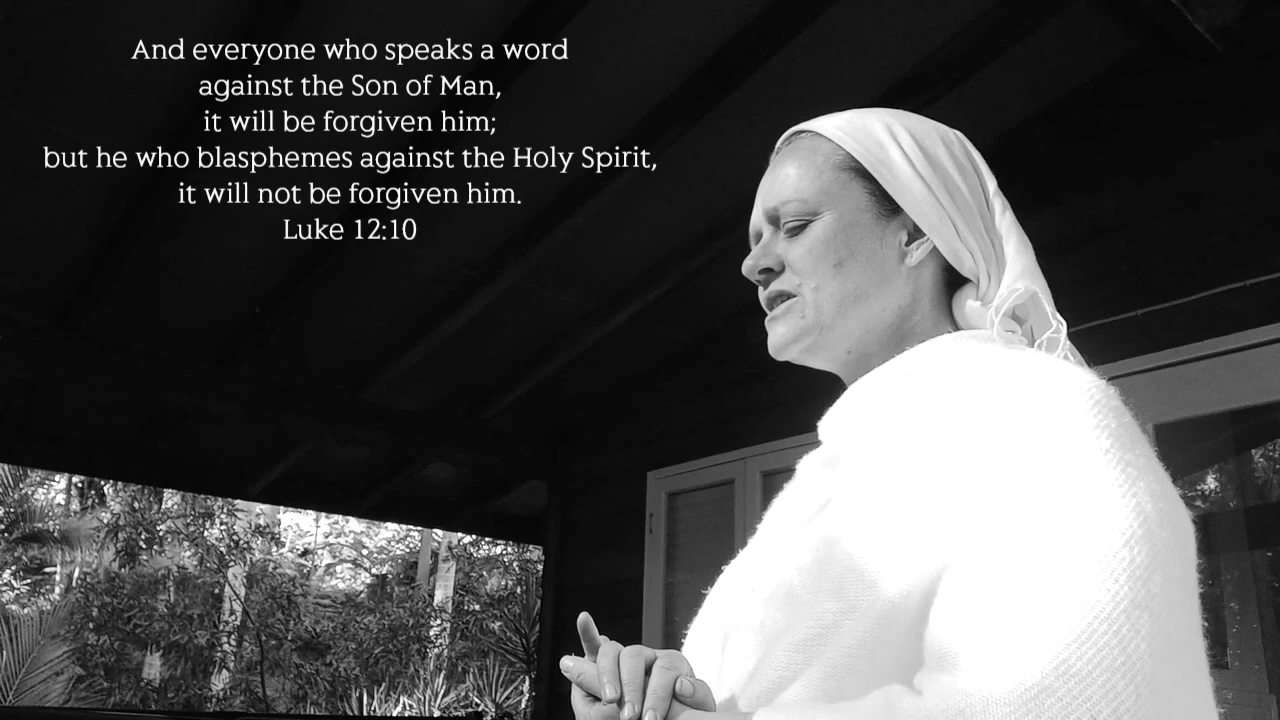 And everyone who speaks a word
against the Son of Man,
it will be forgiven him;
but he who blasphemes against the Holy Spirit,
it will not be forgiven him.
Luke 12:10